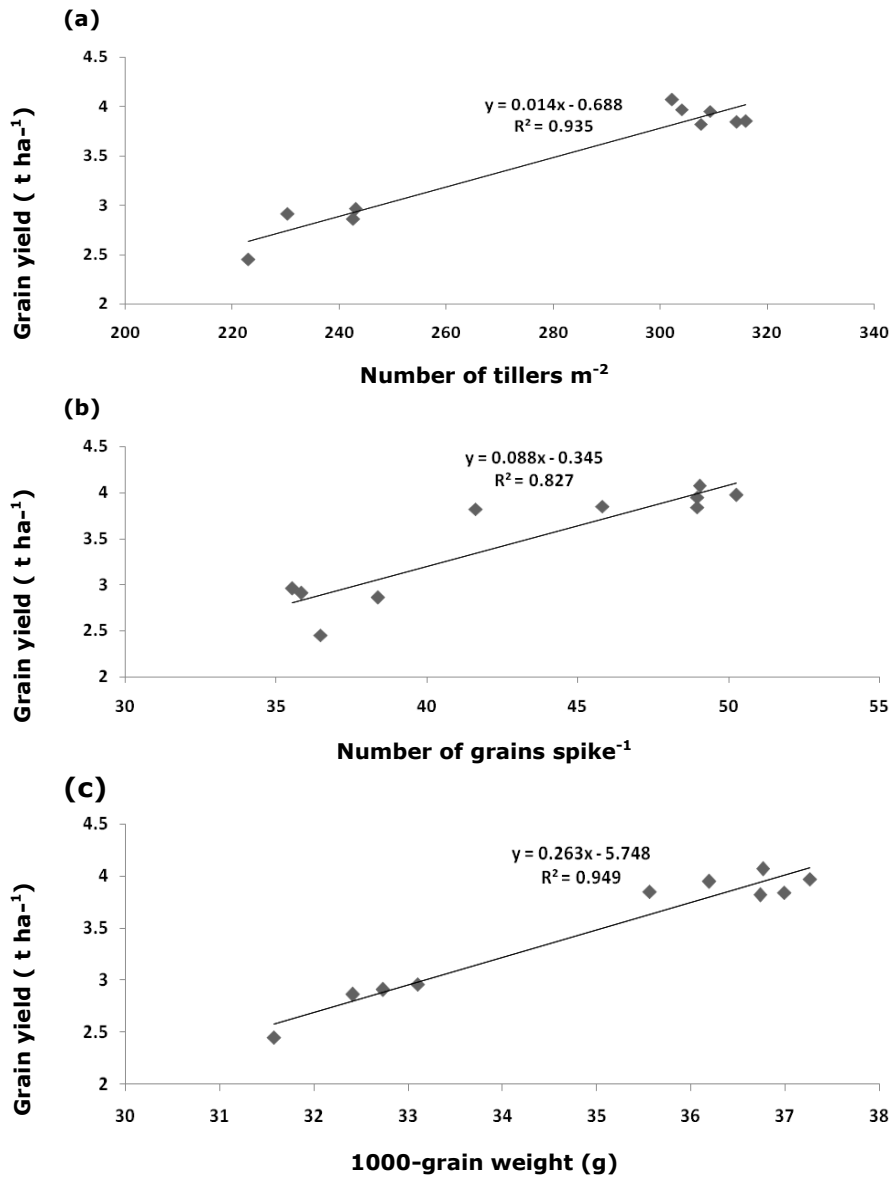 (a)
4.5
4
3.5
3
2.5
2
Grain yield ( t ha-¹)
y = 0.014x - 0.688
R² = 0.935
200 220 240 260 280 300 320 340
Number of tillers m⁻²
(b)
4.5
4
3.5
3
2.5
2
Grain yield ( t ha-¹)
y = 0.088x - 0.345
R² = 0.827
30 35 40 45 50 55
Number of grains spike⁻¹
(c)
4.5
4
3.5
3
2.5
2
Grain yield ( t ha-¹)
y = 0.263x - 5.748
R² = 0.949
30 31 32 33 34 35 36 37 38
1000-grain weight (g)